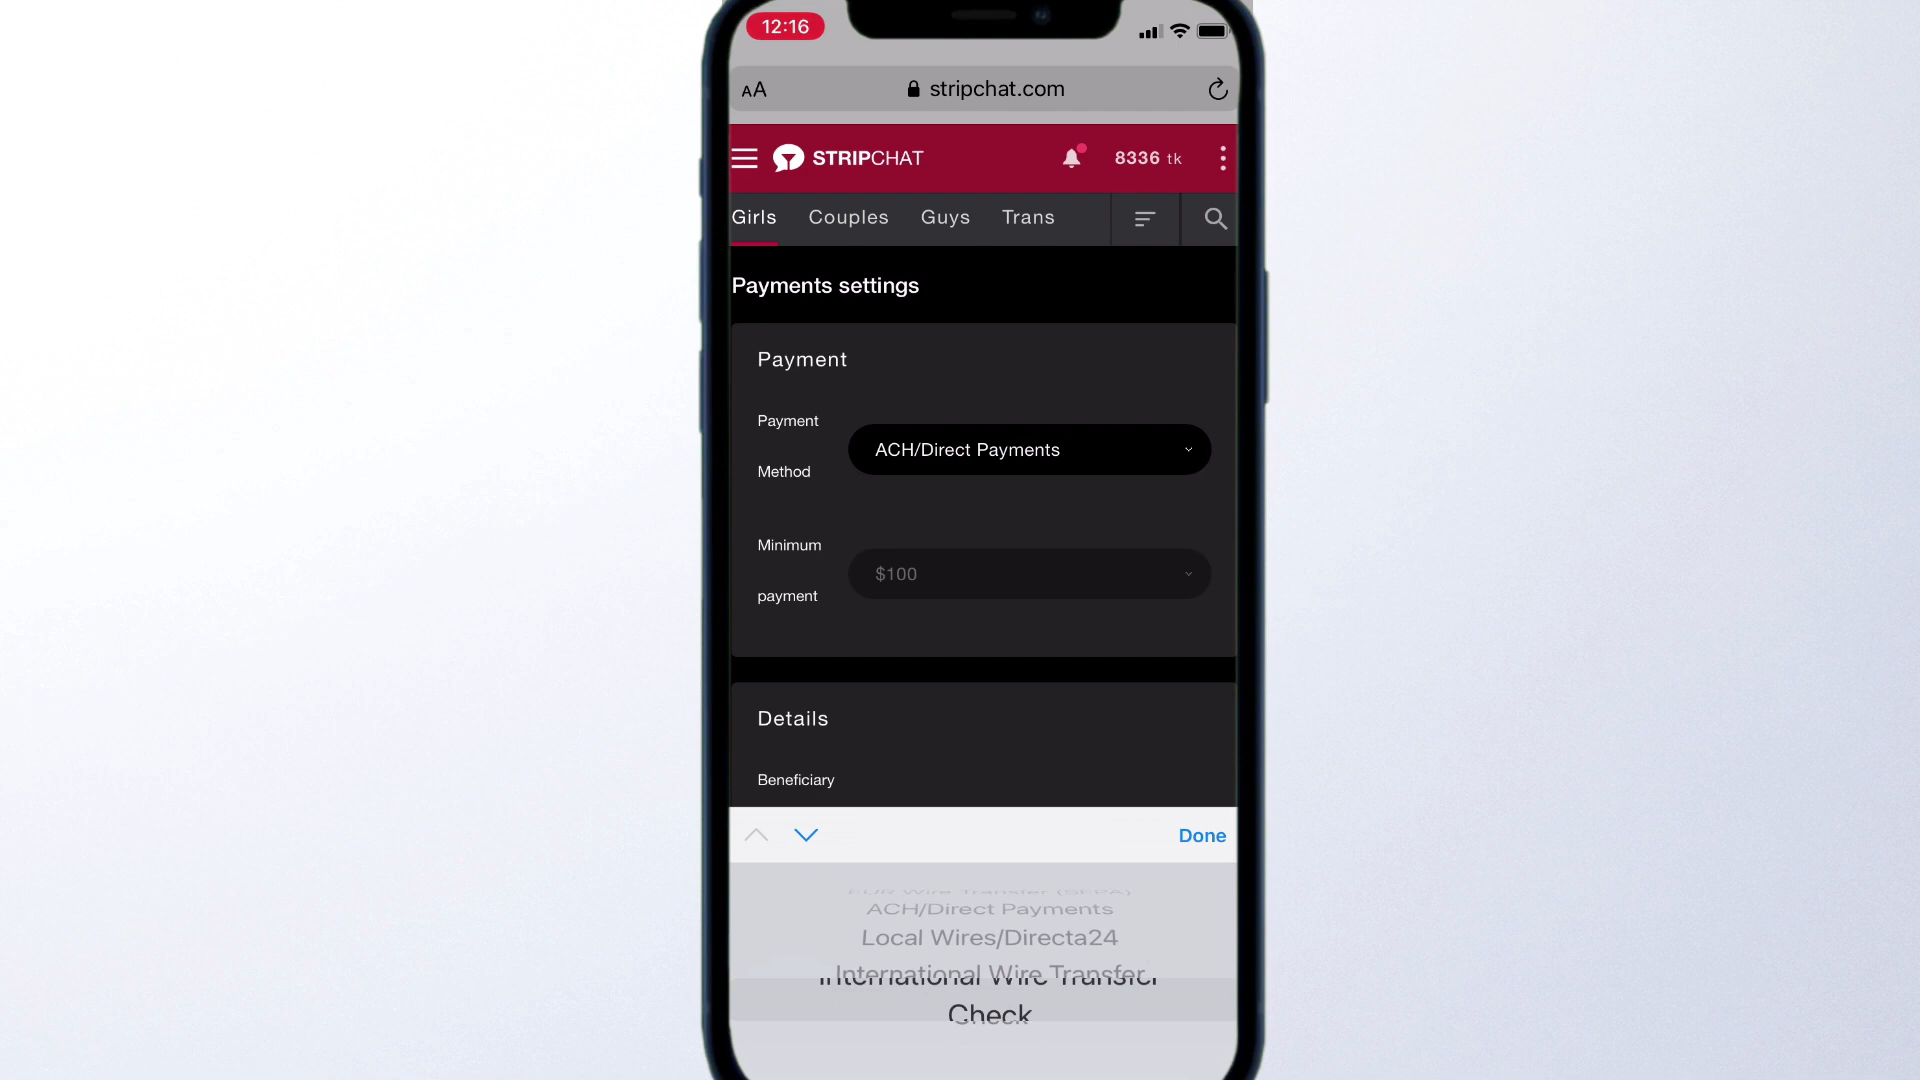 12:16
AA stripchat.com
STRIPCHAT 8336 tk
Girls Couples Guys Trans
Payments settings
Payment
Payment
Method
ACH/Direct Payments
Minimum
payment
$100
Details
Beneficiary
Done
EUR Wire Transfer (SEPA)
ACH/Direct Payments
Local Wires/Directa24
International Wire Transfer
Check